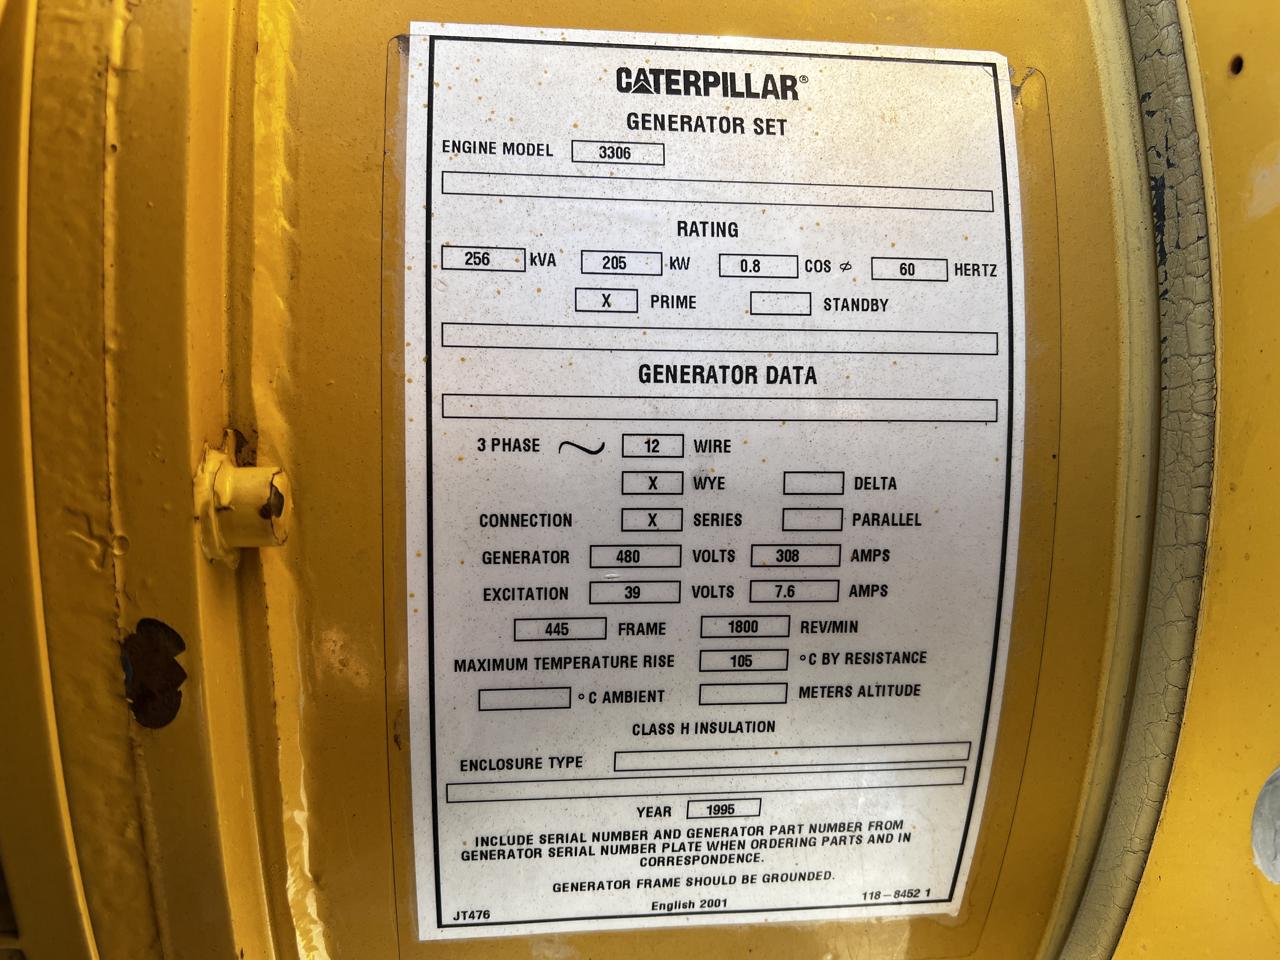 CATERPILLAR®
GENERATOR SET
ENGINE MODEL 3306
RATING
256 kVA 205 kW 0.8 COS ⌀ 60 HERTZ
X PRIME STANDBY
GENERATOR DATA
3 PHASE ~ 12 WIRE
X WYE DELTA
CONNECTION X SERIES PARALLEL
GENERATOR 480 VOLTS 308 AMPS
EXCITATION 39 VOLTS 7.6 AMPS
445 FRAME 1800 REV/MIN
MAXIMUM TEMPERATURE RISE 105 °C BY RESISTANCE
°C AMBIENT METERS ALTITUDE
CLASS H INSULATION
ENCLOSURE TYPE
YEAR 1995
INCLUDE SERIAL NUMBER AND GENERATOR PART NUMBER FROM
GENERATOR SERIAL NUMBER PLATE WHEN ORDERING PARTS AND IN
CORRESPONDENCE.
GENERATOR FRAME SHOULD BE GROUNDED.
JT476 English 2001 118-8452 1